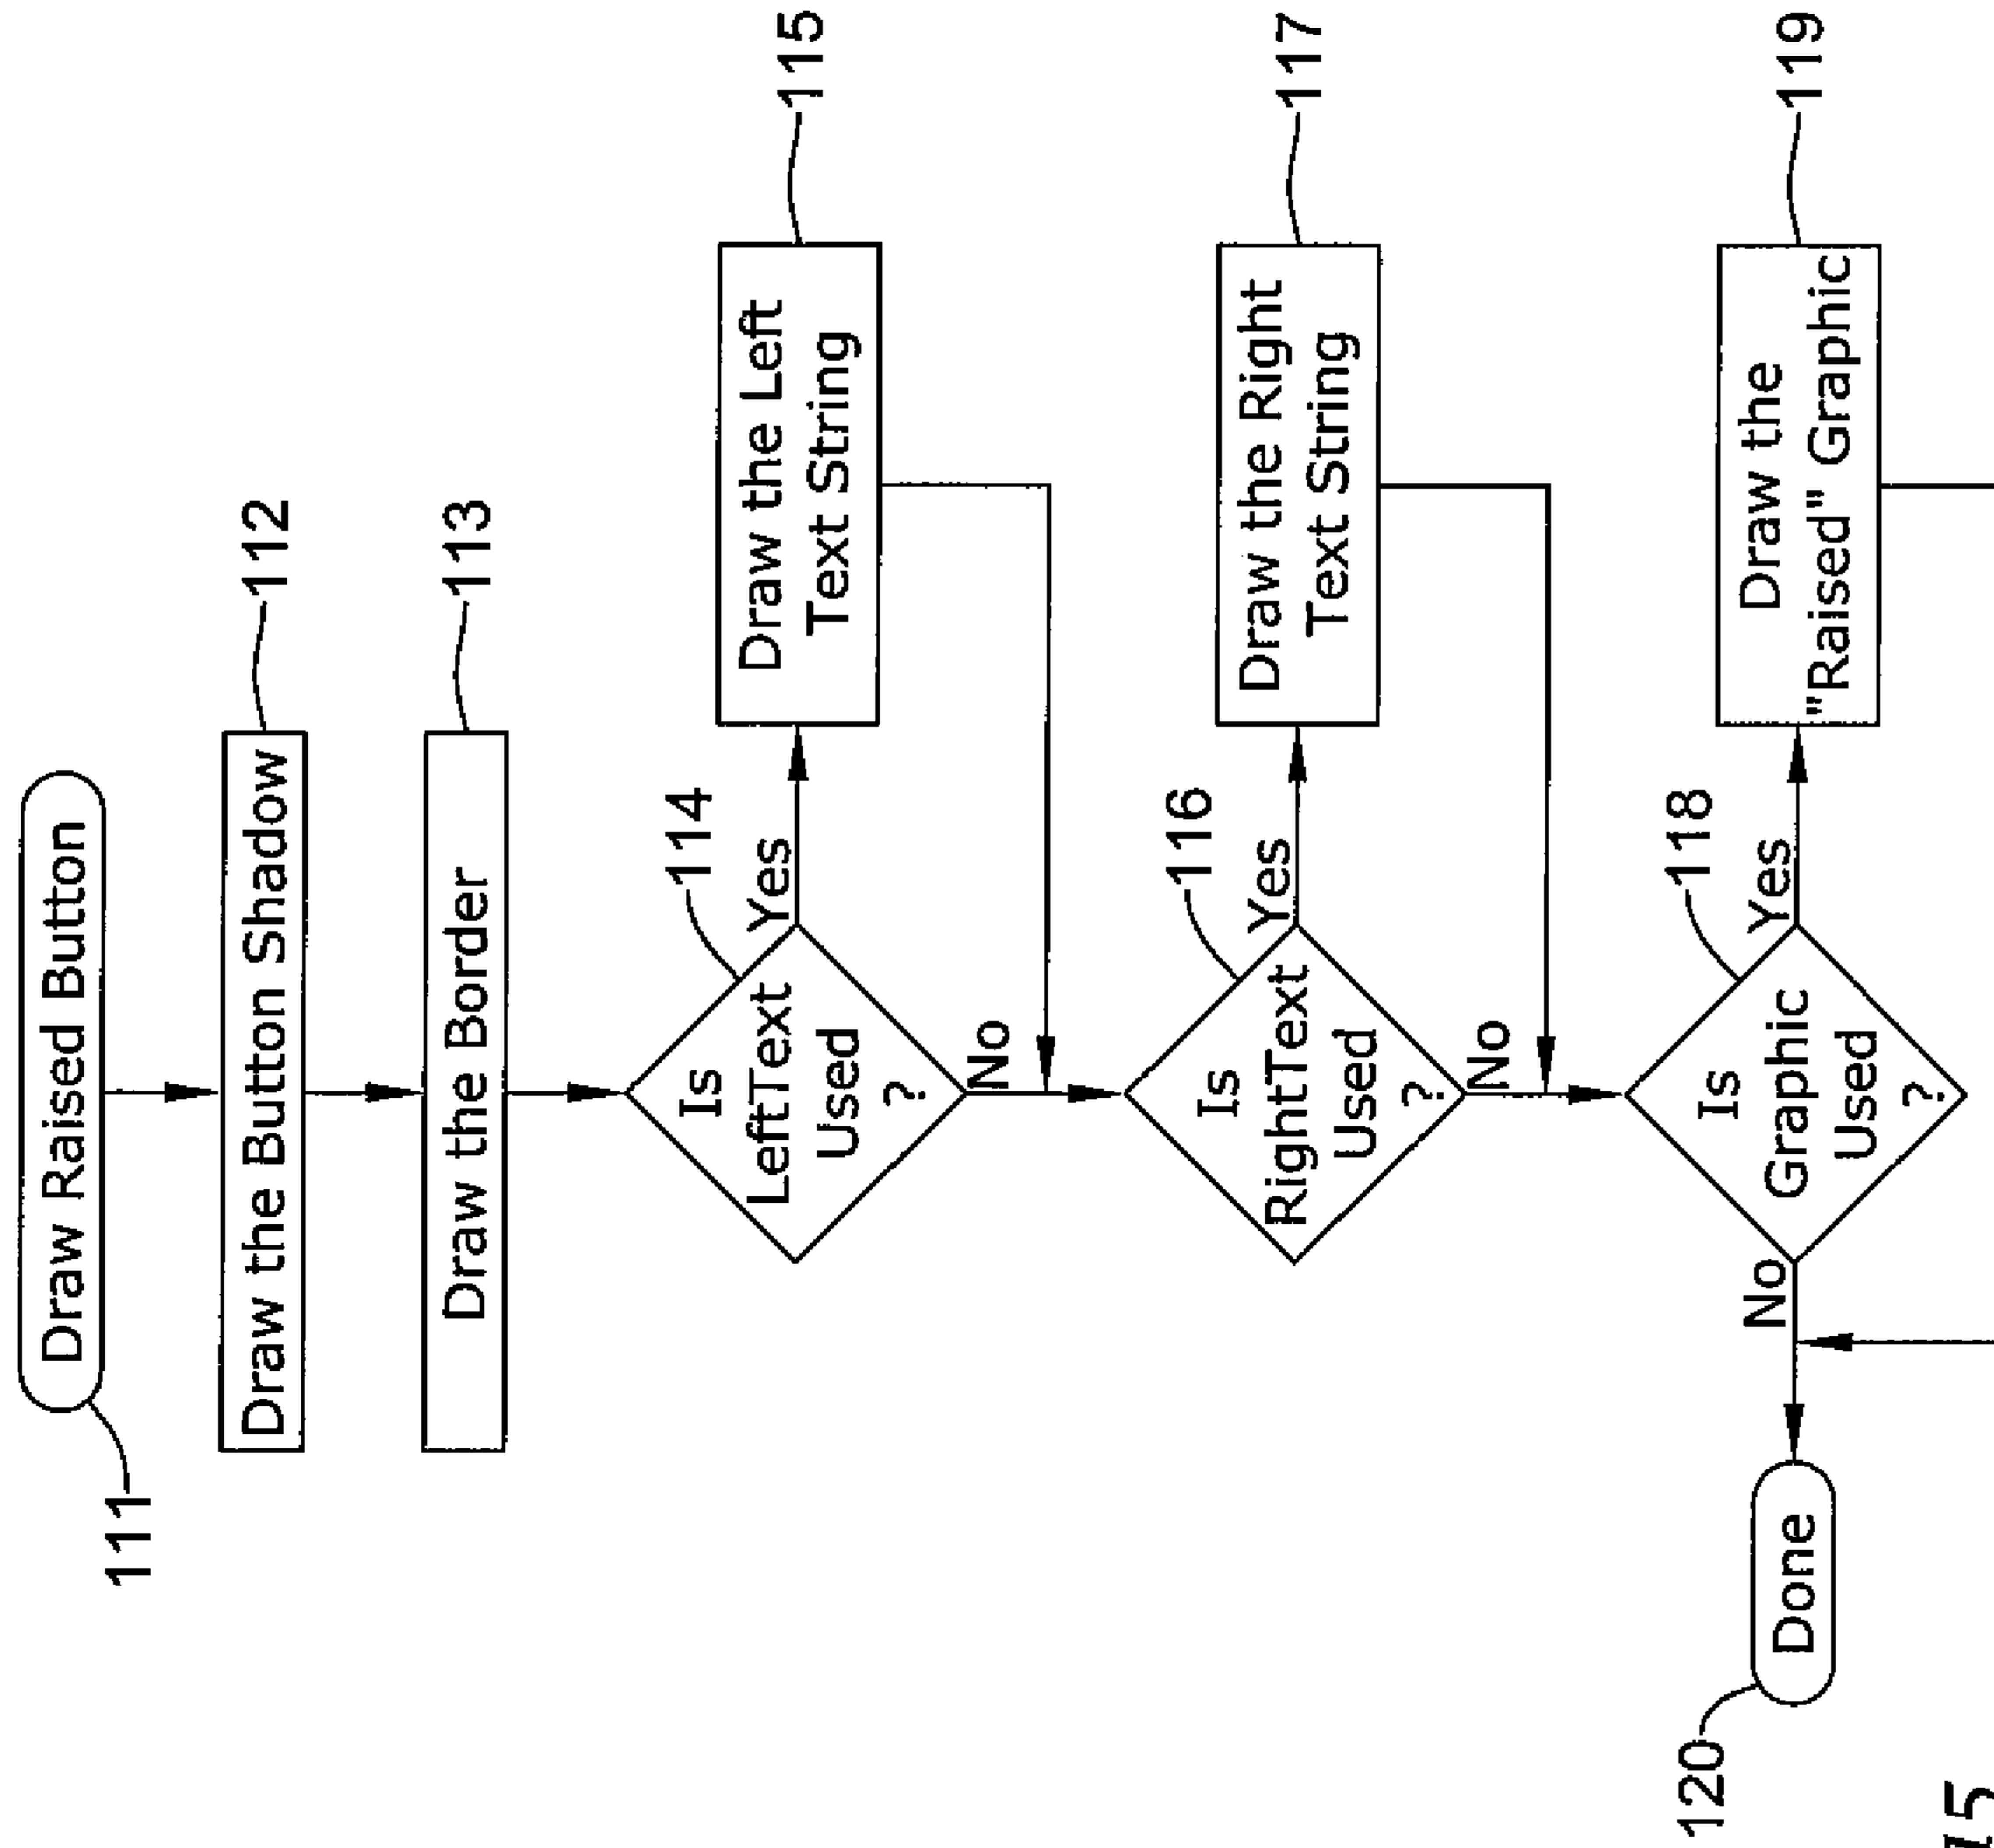 Draw Raised Button
111
Draw the Button Shadow
112
Draw the Border
113
Is
LeftText
Used
?
114
Yes
No
Draw the Left
Text String
115
Is
RightText
Used
?
116
Yes
No
Draw the Right
Text String
117
Is
Graphic
Used
?
118
Yes
No
Draw the
"Raised" Graphic
119
Done
120